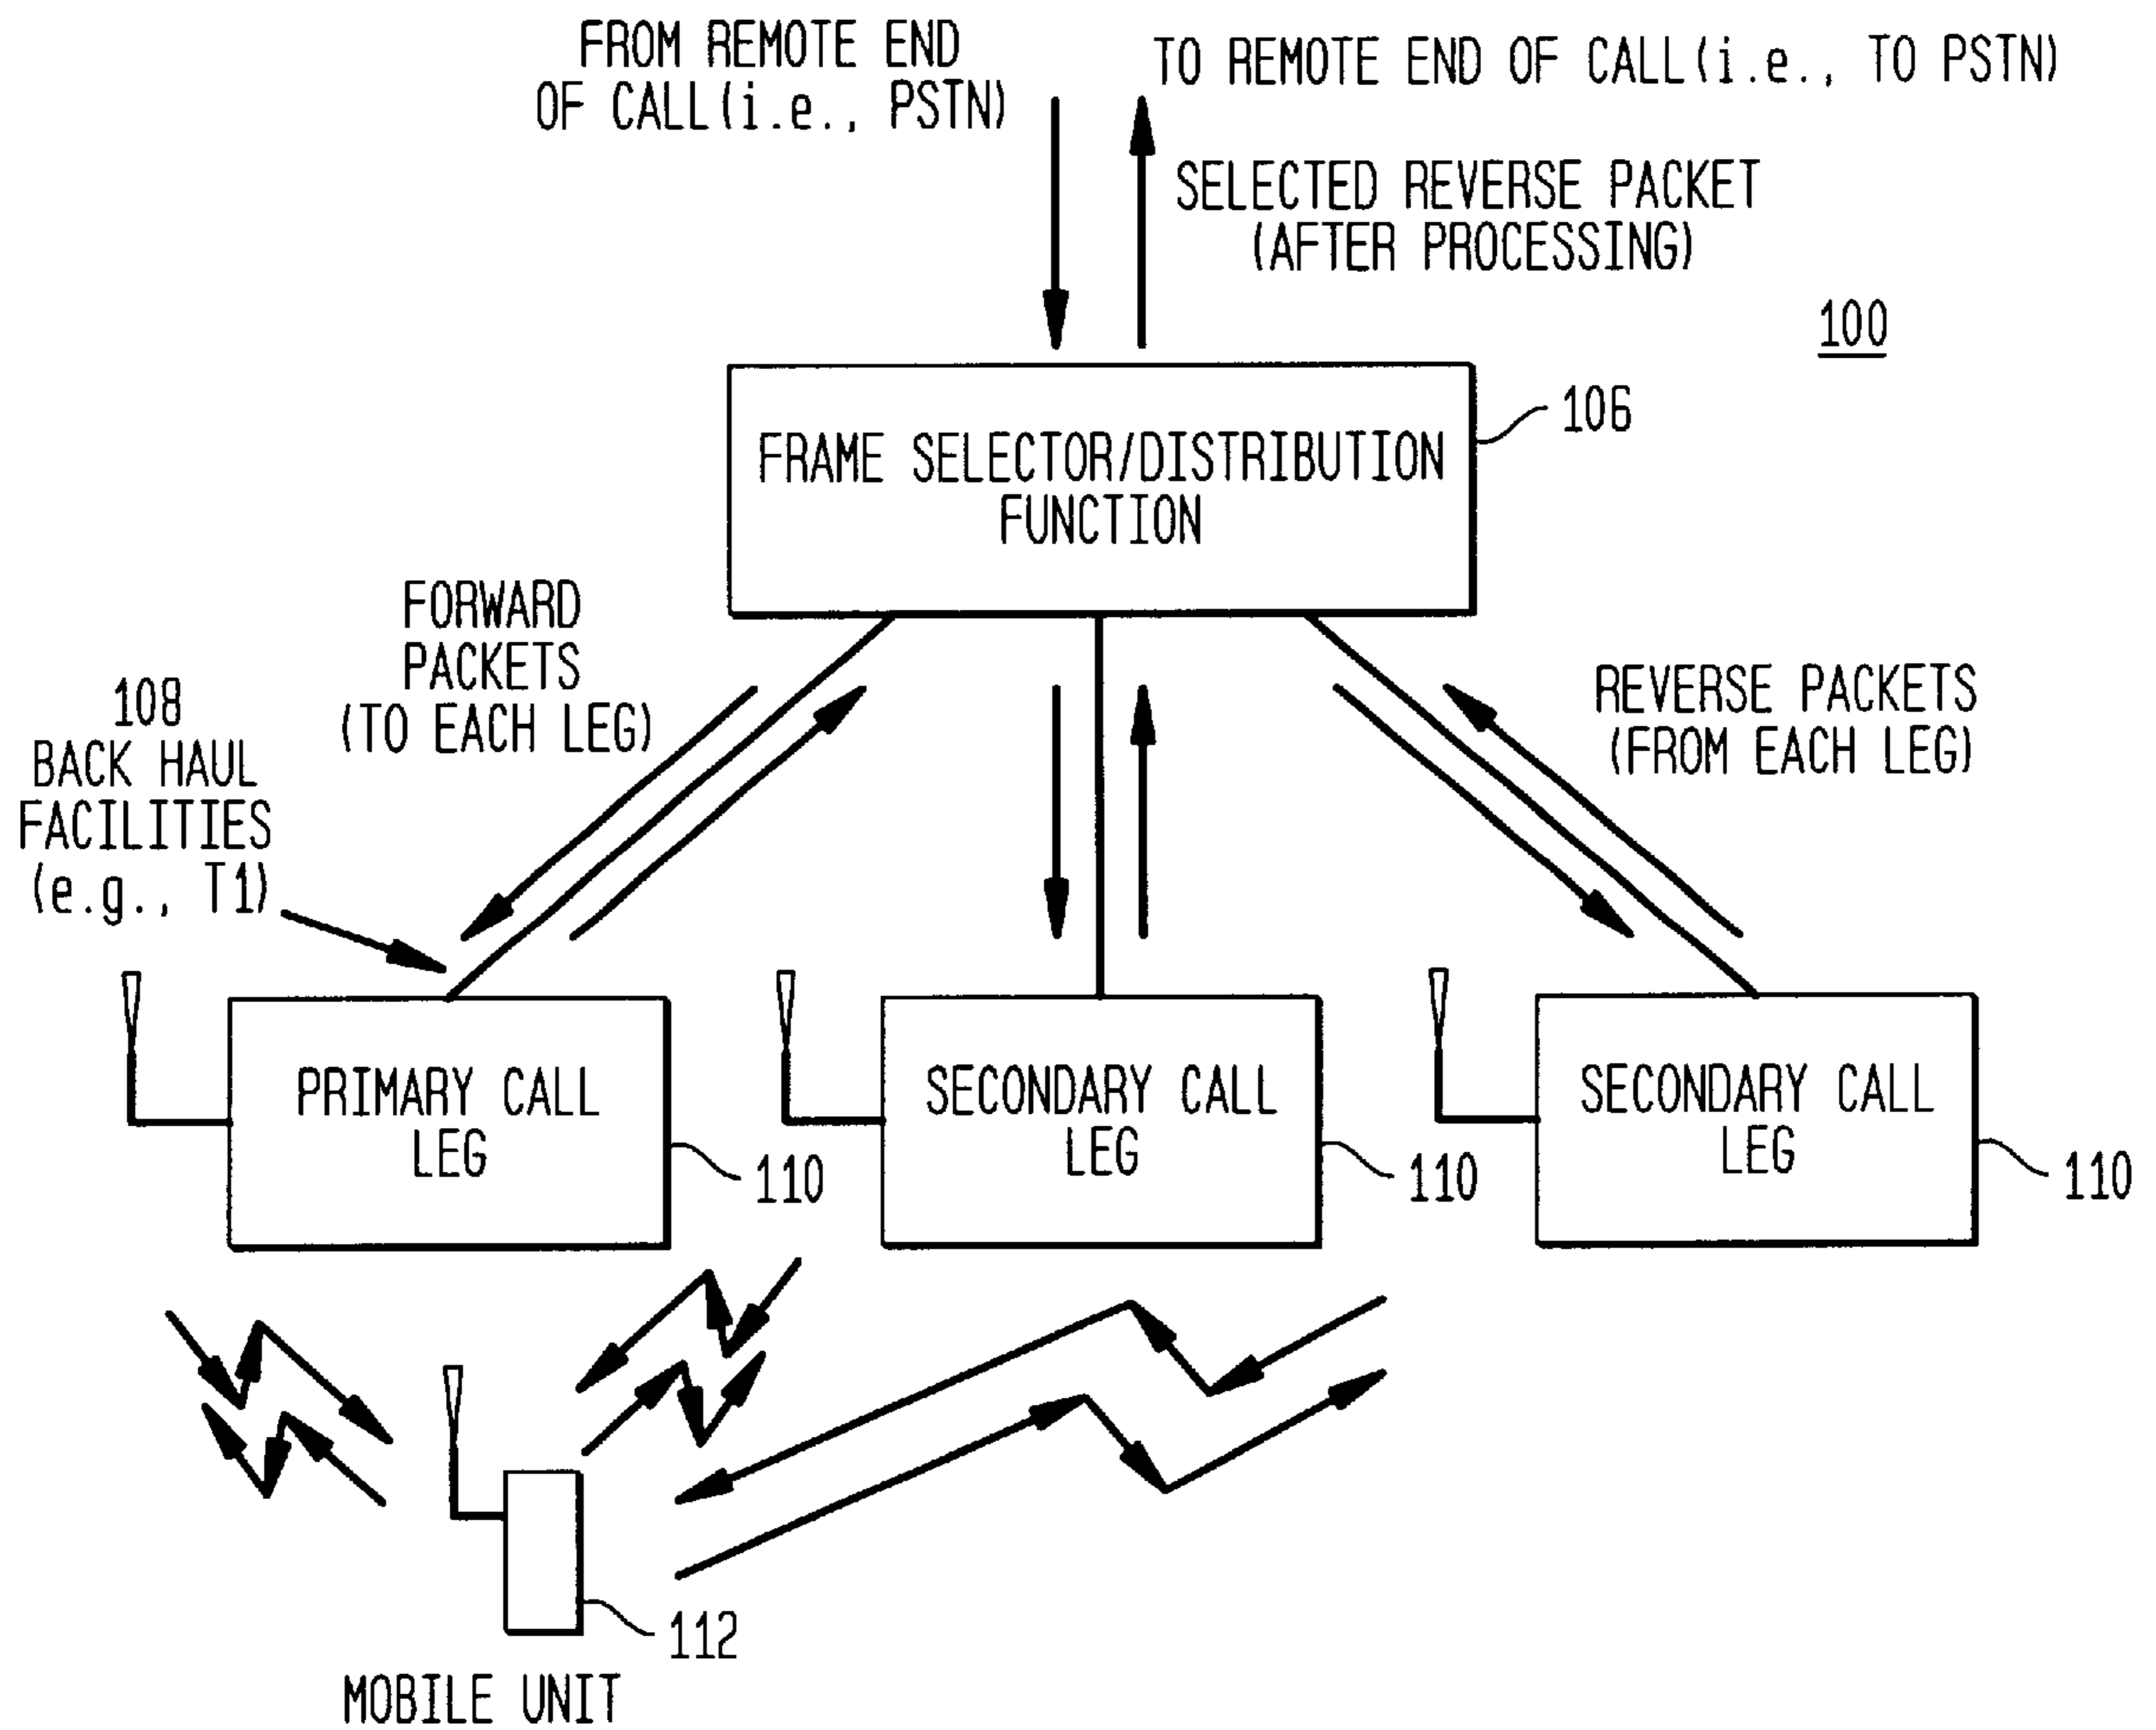 FROM REMOTE END
OF CALL(i.e., PSTN)
TO REMOTE END OF CALL(i.e., TO PSTN)
SELECTED REVERSE PACKET
(AFTER PROCESSING)
100
FRAME SELECTOR/DISTRIBUTION
FUNCTION
106
FORWARD
PACKETS
(TO EACH LEG)
REVERSE PACKETS
(FROM EACH LEG)
108
BACK HAUL
FACILITIES
(e.g., T1)
PRIMARY CALL
LEG
110
SECONDARY CALL
LEG
110
SECONDARY CALL
LEG
110
112
MOBILE UNIT